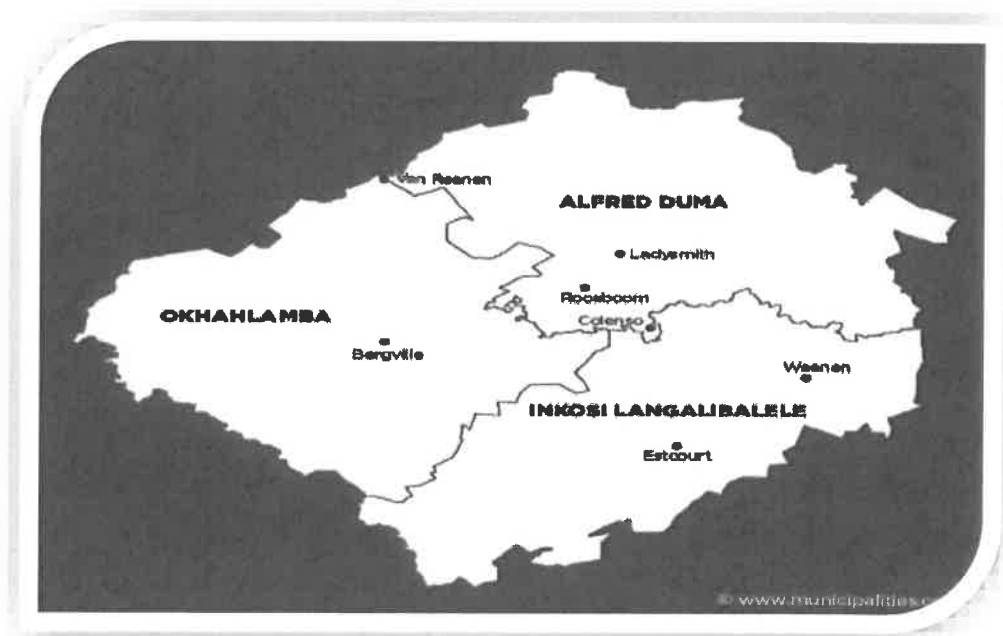 Van Reenen
ALFRED DUMA
Ladysmith
Roosboom
OKHAHLAMBA
Colenso
Bergville
Weenen
INKOSI LANGALIBALELE
Estcourt
© www.municipalities.c